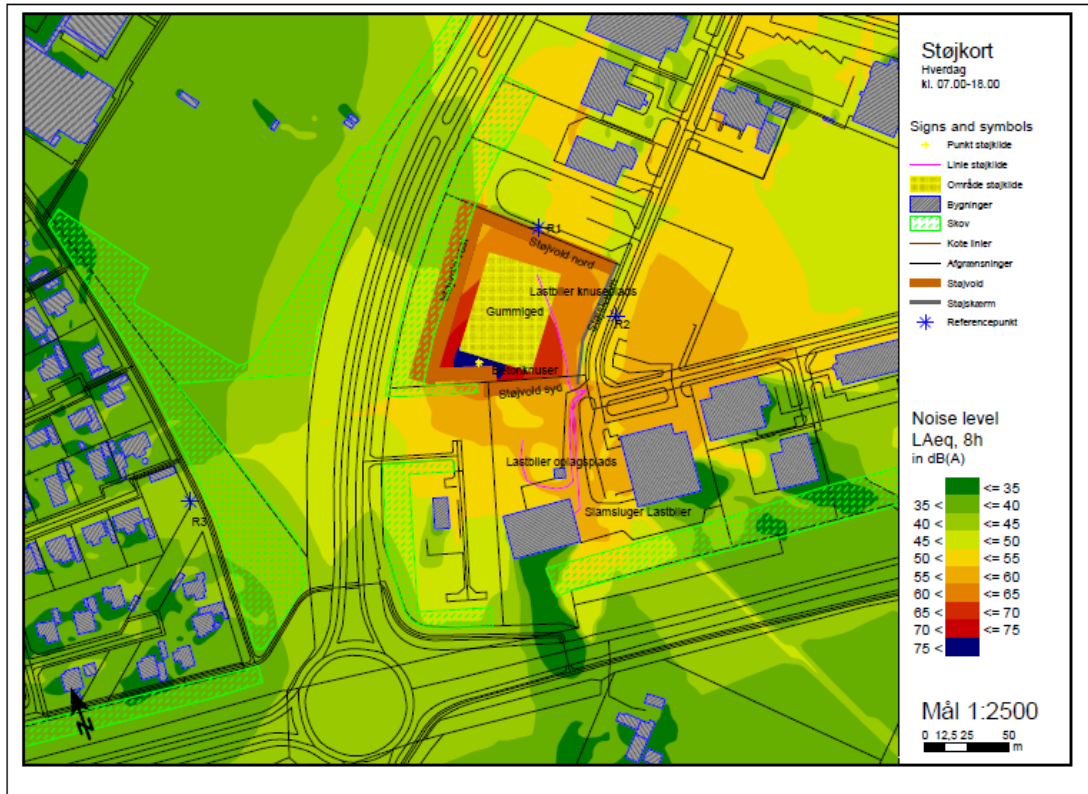 Støjkort
Hverdag
kl. 07.00-18.00
Signs and symbols
Punkt støjkilde
Linie støjkilde
Område støjkilde
Bygninger
Skov
Kote linier
Afgrænsninger
Støjvold
Støjskærm
Referencepunkt
Noise level
LAeq, 8h
in dB(A)
<= 35
35 < <= 40
40 < <= 45
45 < <= 50
50 < <= 55
55 < <= 60
60 < <= 65
65 < <= 70
70 < <= 75
75 <
Mål 1:2500
0 12,5 25 50
m
R1
Støjvold nord
Lastbiler knuseplads
Gummiged
R2
Betonknuser
Støjvold syd
Lastbiler oplagsplads
Slamsluger Lastbiler
R3
N